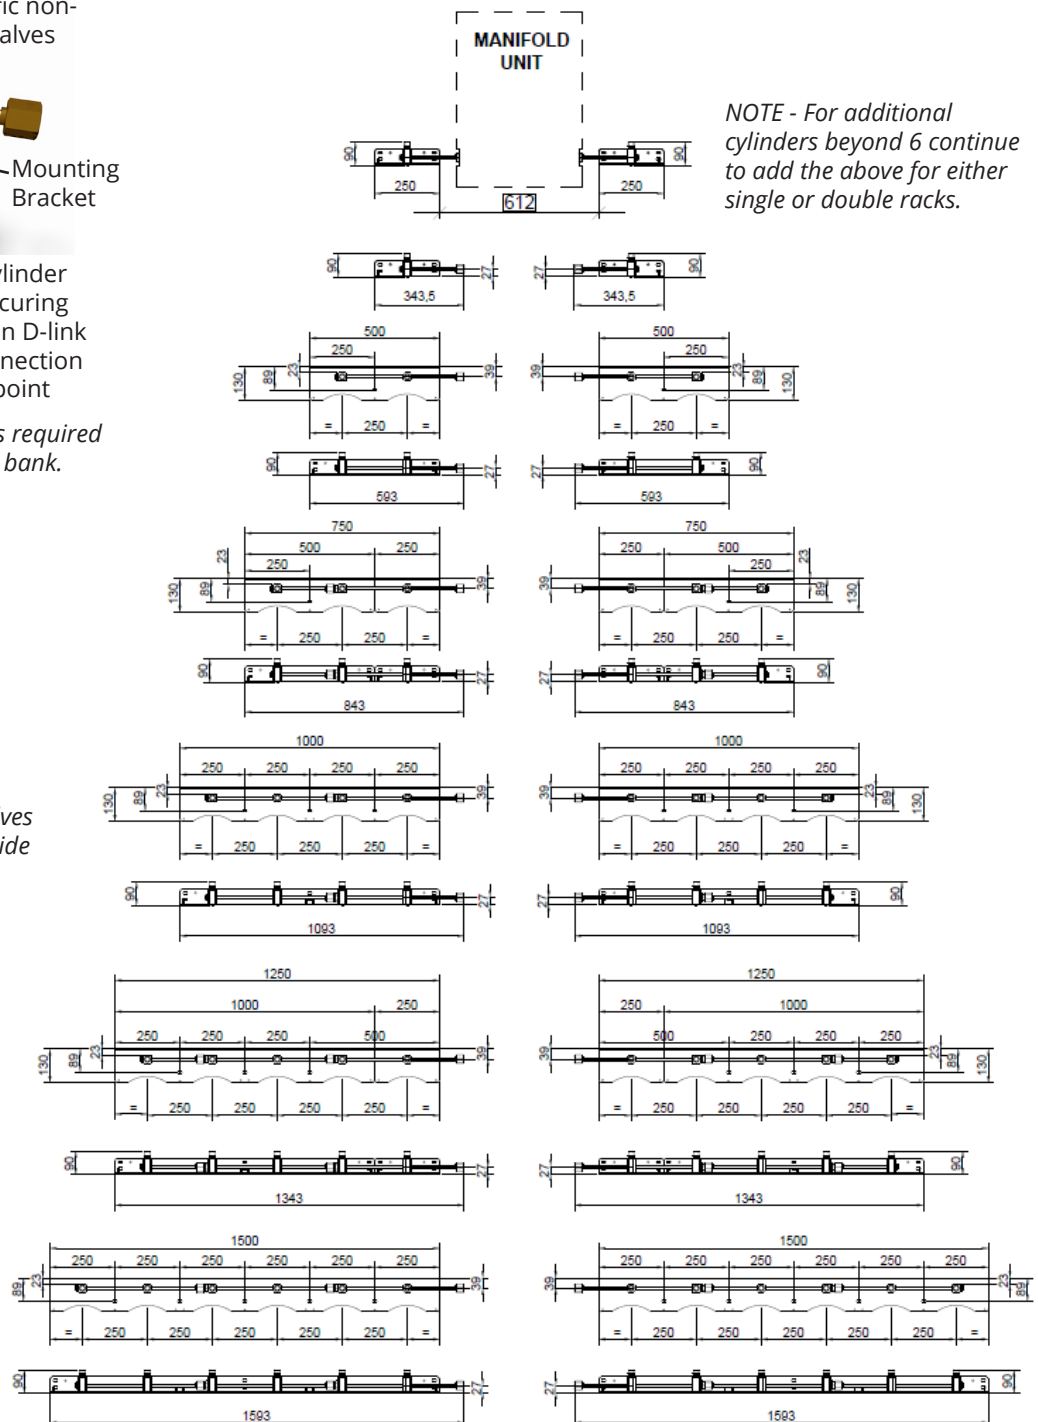 ric non-
alves
Mounting
Bracket
ylinder
curing
n D-link
nection
point
s required
bank.
ves
ide
MANIFOLD
UNIT
NOTE - For additional
cylinders beyond 6 continue
to add the above for either
single or double racks.
90 90
250 250
612
90 27 27 90
343,5 343,5
500 500
250 250
130 89 23 39 39 23 89 130
= 250 = = 250 =
90 27 27 90
593 593
750 750
500 250 250 500
250 250
130 89 23 39 39 23 89 130
= 250 250 = = 250 250 =
90 27 27 90
843 843
1000 1000
250 250 250 250 250 250 250 250
130 89 23 39 39 23 89 130
= 250 250 250 = = 250 250 250 =
90 27 27 90
1093 1093
1250 1250
1000 250 250 1000
250 250 250 500 500 250 250 250
130 89 23 39 39 23 89 130
= 250 250 250 250 = = 250 250 250 250 =
90 27 27 90
1343 1343
1500 1500
250 250 250 250 250 250 250 250 250 250 250 250
89 23 39 39 23 89
= 250 250 250 250 250 = = 250 250 250 250 250 =
90 27 27 90
1593 1593